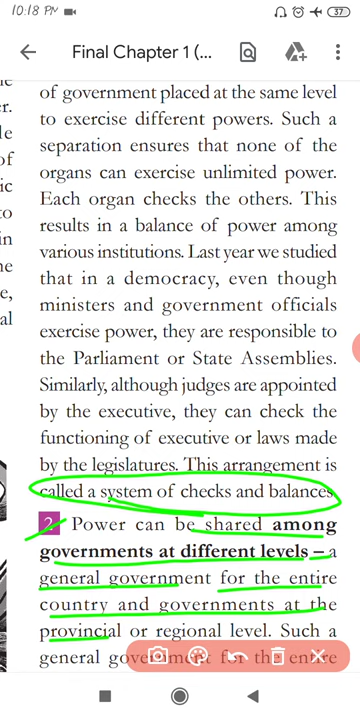 10:18 PM
37
Final Chapter 1 (...
of government placed at the same level
to exercise different powers. Such a
separation ensures that none of the
organs can exercise unlimited power.
Each organ checks the others. This
results in a balance of power among
various institutions. Last year we studied
that in a democracy, even though
ministers and government officials
exercise power, they are responsible to
the Parliament or State Assemblies.
Similarly, although judges are appointed
by the executive, they can check the
functioning of executive or laws made
by the legislatures. This arrangement is
called a system of checks and balances.
2 Power can be shared among
governments at different levels – a
general government for the entire
country and governments at the
provincial or regional level. Such a
general government for the entire